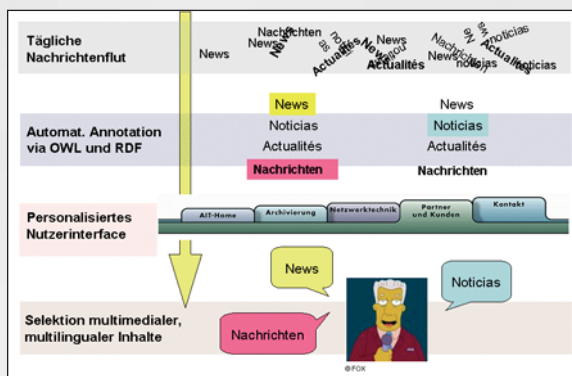 Tägliche
Nachrichtenflut
News
Nachrichten
News
News
Actualités
News
News
Actualités
News
Nachrichten
noticias
Actualités
noticias
noticias
Automat. Annotation
via OWL und RDF
News
Noticias
Actualités
Nachrichten
News
Noticias
Actualités
Nachrichten
Personalisiertes
Nutzerinterface
AIT-Home
Archivierung
Netzwerktechnik
Partner
und Kunden
Kontakt
News
Noticias
Nachrichten
Selektion multimedialer,
multilingualer Inhalte
@FOX